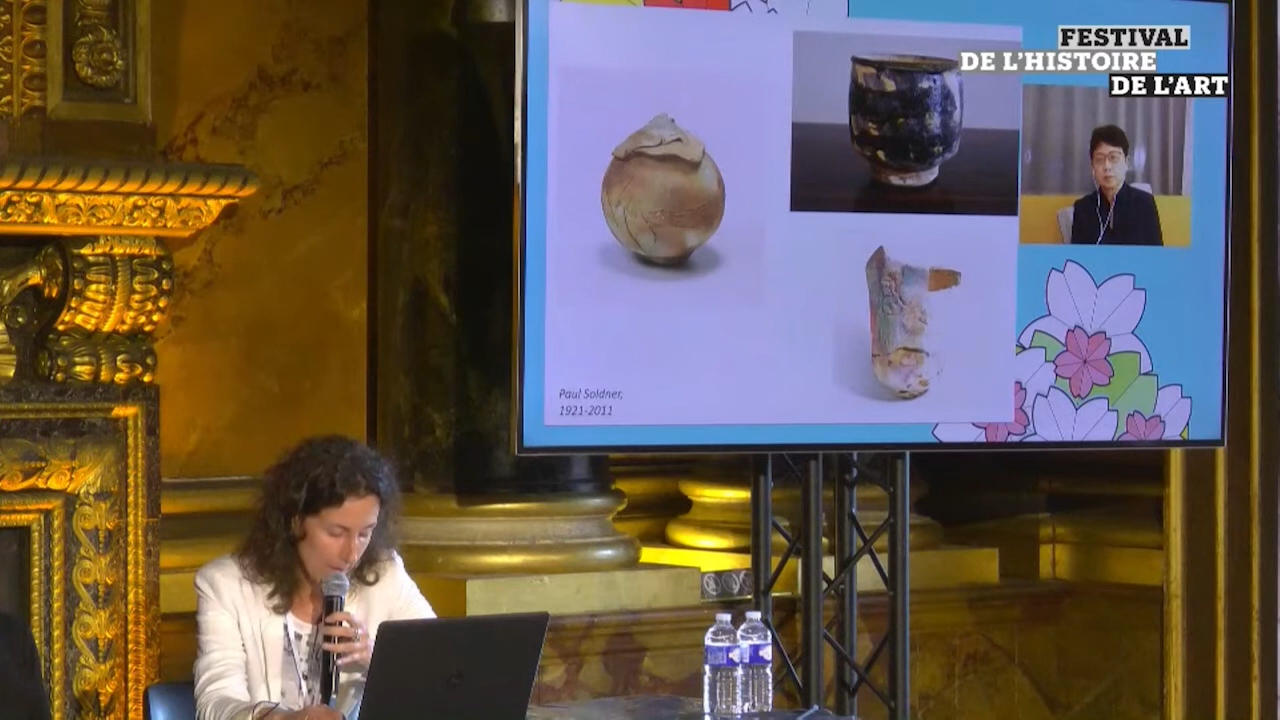 FESTIVAL
DE L'HISTOIRE
DE L'ART
Paul Soldner,
1921-2011